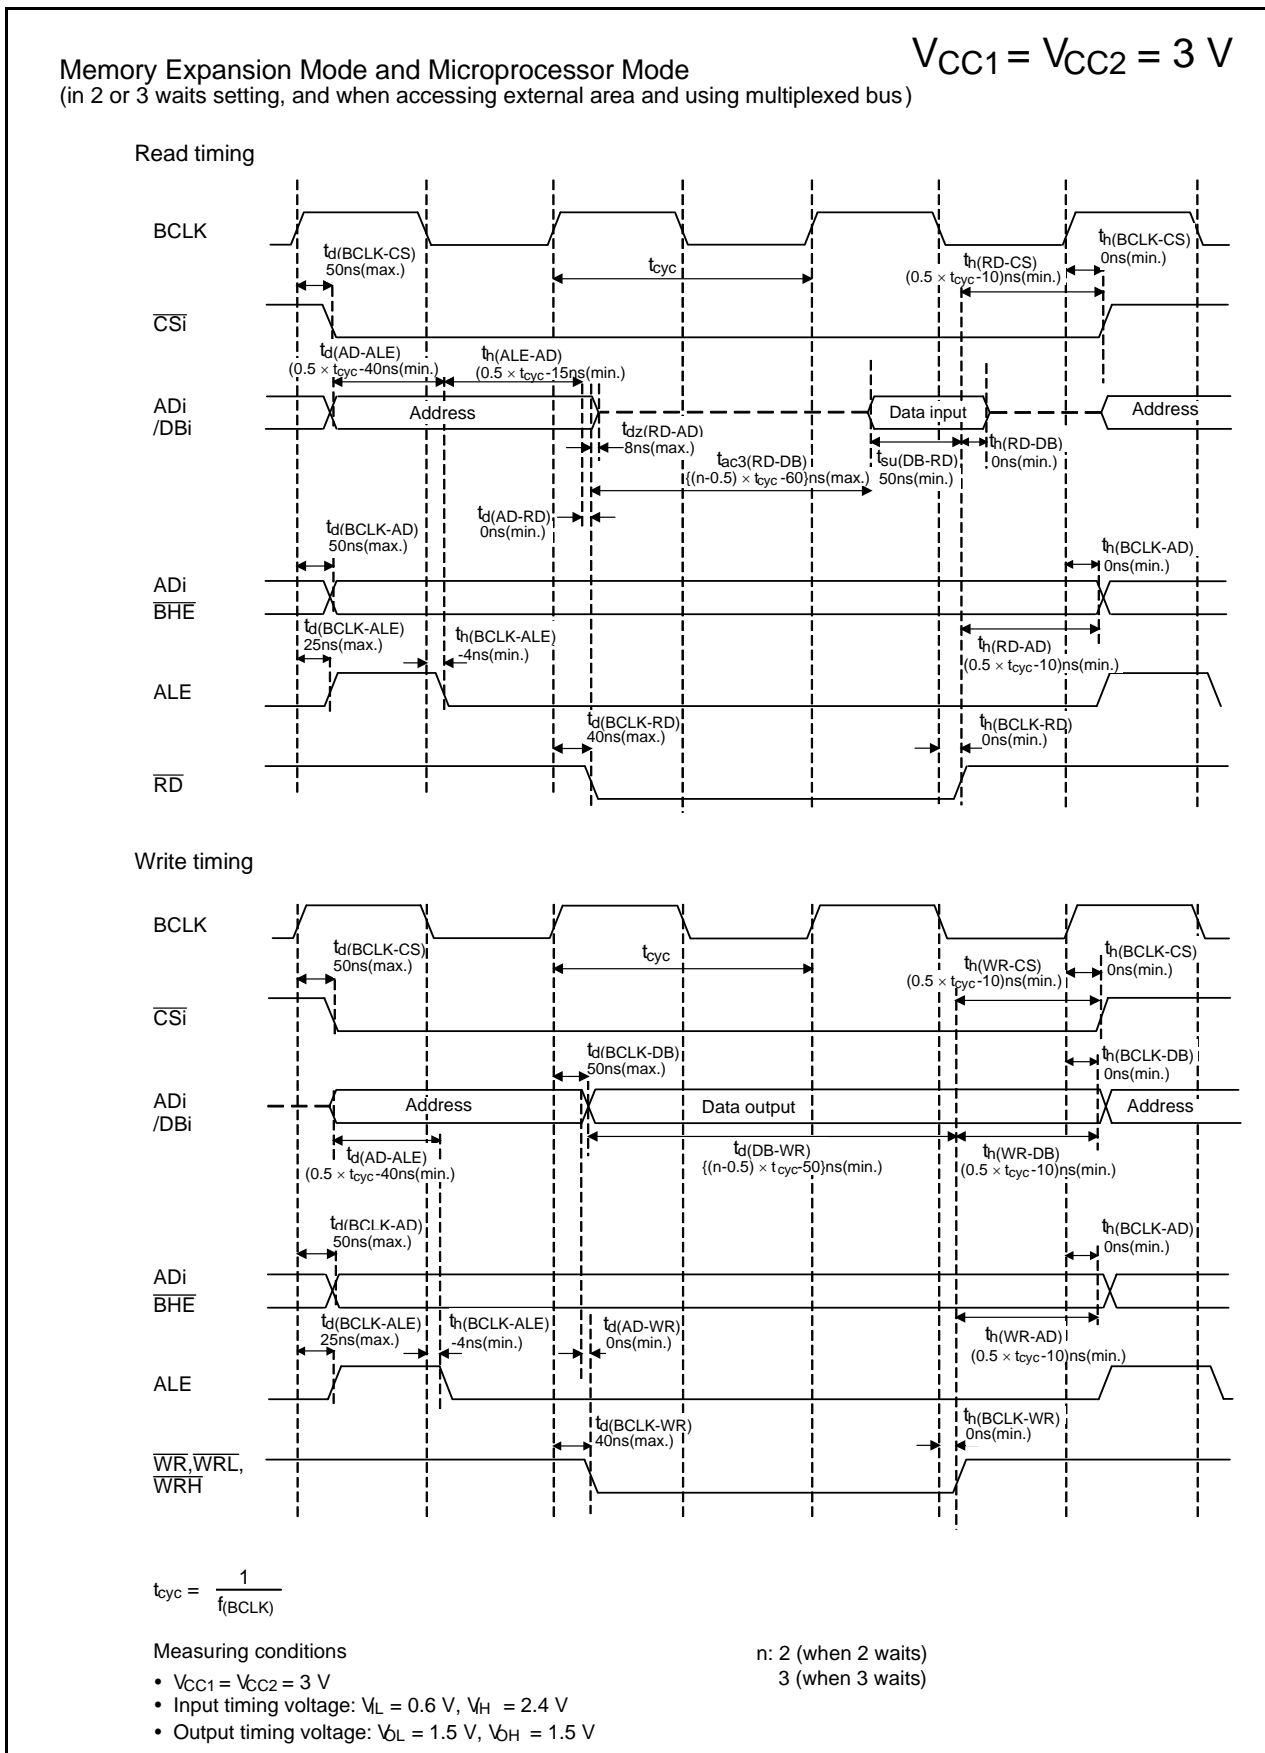 VCC1 = VCC2 = 3 V
Memory Expansion Mode and Microprocessor Mode
(in 2 or 3 waits setting, and when accessing external area and using multiplexed bus)
Read timing
BCLK
td(BCLK-CS)
50ns(max.)
tcyc
th(RD-CS)
(0.5 × tcyc-10)ns(min.)
th(BCLK-CS)
0ns(min.)
CSi
td(AD-ALE)
(0.5 × tcyc-40ns(min.)
th(ALE-AD)
(0.5 × tcyc-15ns(min.)
ADi
/DBi
Address
Data input
Address
tdz(RD-AD)
8ns(max.)
tac3(RD-DB)
{(n-0.5) × tcyc-60}ns(max.)
tsu(DB-RD)
50ns(min.)
th(RD-DB)
0ns(min.)
td(AD-RD)
0ns(min.)
td(BCLK-AD)
50ns(max.)
th(BCLK-AD)
0ns(min.)
ADi
BHE
td(BCLK-ALE)
25ns(max.)
th(BCLK-ALE)
-4ns(min.)
th(RD-AD)
(0.5 × tcyc-10)ns(min.)
ALE
td(BCLK-RD)
40ns(max.)
th(BCLK-RD)
0ns(min.)
RD
Write timing
BCLK
td(BCLK-CS)
50ns(max.)
tcyc
th(WR-CS)
(0.5 × tcyc-10)ns(min.)
th(BCLK-CS)
0ns(min.)
CSi
td(BCLK-DB)
50ns(max.)
th(BCLK-DB)
0ns(min.)
ADi
/DBi
Address
Data output
Address
td(AD-ALE)
(0.5 × tcyc-40ns(min.)
td(DB-WR)
{(n-0.5) × tcyc-50}ns(min.)
th(WR-DB)
(0.5 × tcyc-10)ns(min.)
td(BCLK-AD)
50ns(max.)
th(BCLK-AD)
0ns(min.)
ADi
BHE
td(BCLK-ALE)
25ns(max.)
th(BCLK-ALE)
-4ns(min.)
td(AD-WR)
0ns(min.)
th(WR-AD)
(0.5 × tcyc-10)ns(min.)
ALE
td(BCLK-WR)
40ns(max.)
th(BCLK-WR)
0ns(min.)
WR,WRL,
WRH
tcyc = 1
f(BCLK)
Measuring conditions
• VCC1 = VCC2 = 3 V
• Input timing voltage: VIL = 0.6 V, VIH = 2.4 V
• Output timing voltage: VOL = 1.5 V, VOH = 1.5 V
n: 2 (when 2 waits)
3 (when 3 waits)